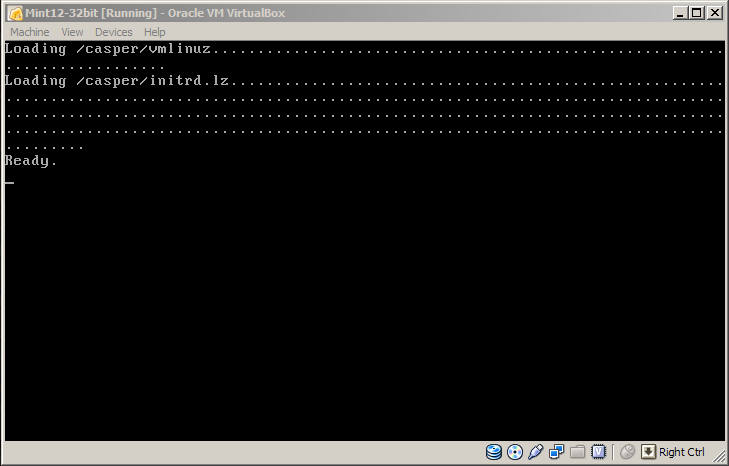 Mint12-32bit [Running] - Oracle VM VirtualBox
Machine View Devices Help
Loading /casper/vmlinuz.........................................................
..................
Loading /casper/initrd.lz.......................................................
................................................................................
................................................................................
................................................................................
.........
Ready.
_
Right Ctrl